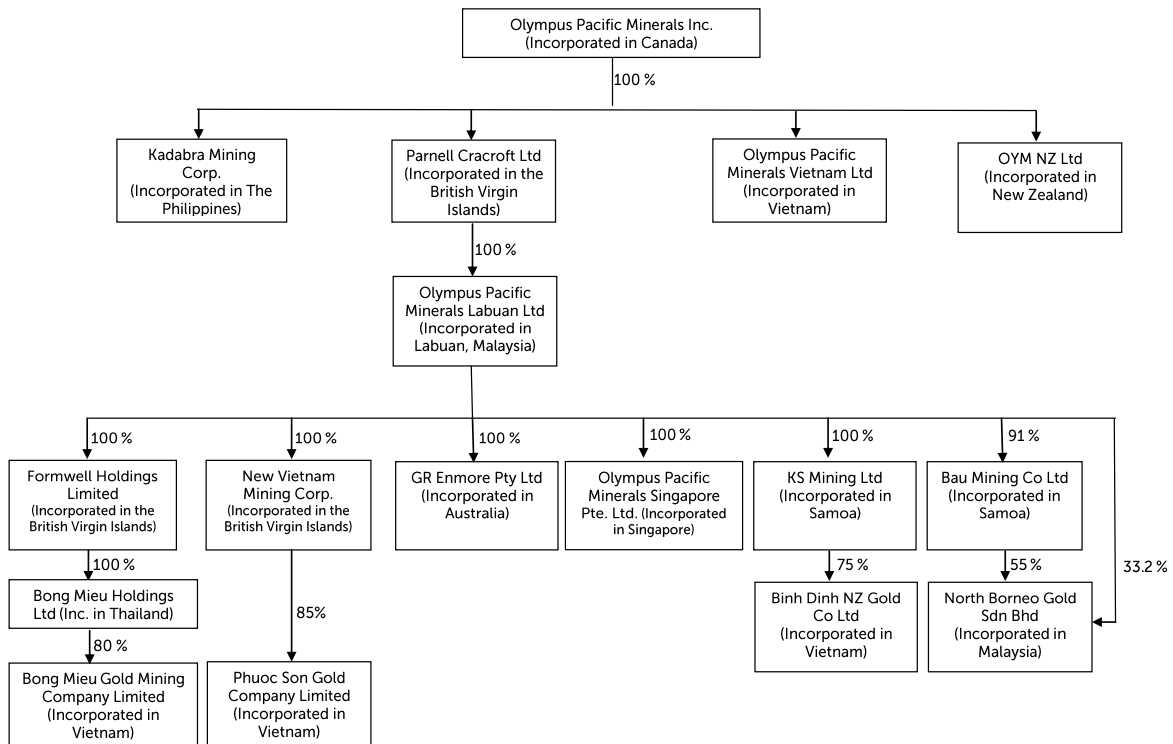 Olympus Pacific Minerals Inc.
(Incorporated in Canada)
100 %
Kadabra Mining
Corp.
(Incorporated in The
Philippines)
Parnell Cracroft Ltd
(Incorporated in the
British Virgin
Islands)
Olympus Pacific
Minerals Vietnam Ltd
(Incorporated in
Vietnam)
OYM NZ Ltd
(Incorporated in
New Zealand)
100 %
Olympus Pacific
Minerals Labuan Ltd
(Incorporated in
Labuan, Malaysia)
100 %
100 %
100 %
100 %
100 %
91 %
33.2 %
Formwell Holdings
Limited
(Incorporated in the
British Virgin Islands)
New Vietnam
Mining Corp.
(Incorporated in the
British Virgin Islands)
GR Enmore Pty Ltd
(Incorporated in
Australia)
Olympus Pacific
Minerals Singapore
Pte. Ltd. (Incorporated
in Singapore)
KS Mining Ltd
(Incorporated in
Samoa)
Bau Mining Co Ltd
(Incorporated in
Samoa)
100 %
85%
75 %
55 %
Bong Mieu Holdings
Ltd (Inc. in Thailand)
Binh Dinh NZ Gold
Co Ltd
(Incorporated in
Vietnam)
North Borneo Gold
Sdn Bhd
(Incorporated in
Malaysia)
80 %
Bong Mieu Gold Mining
Company Limited
(Incorporated in
Vietnam)
Phuoc Son Gold
Company Limited
(Incorporated in
Vietnam)